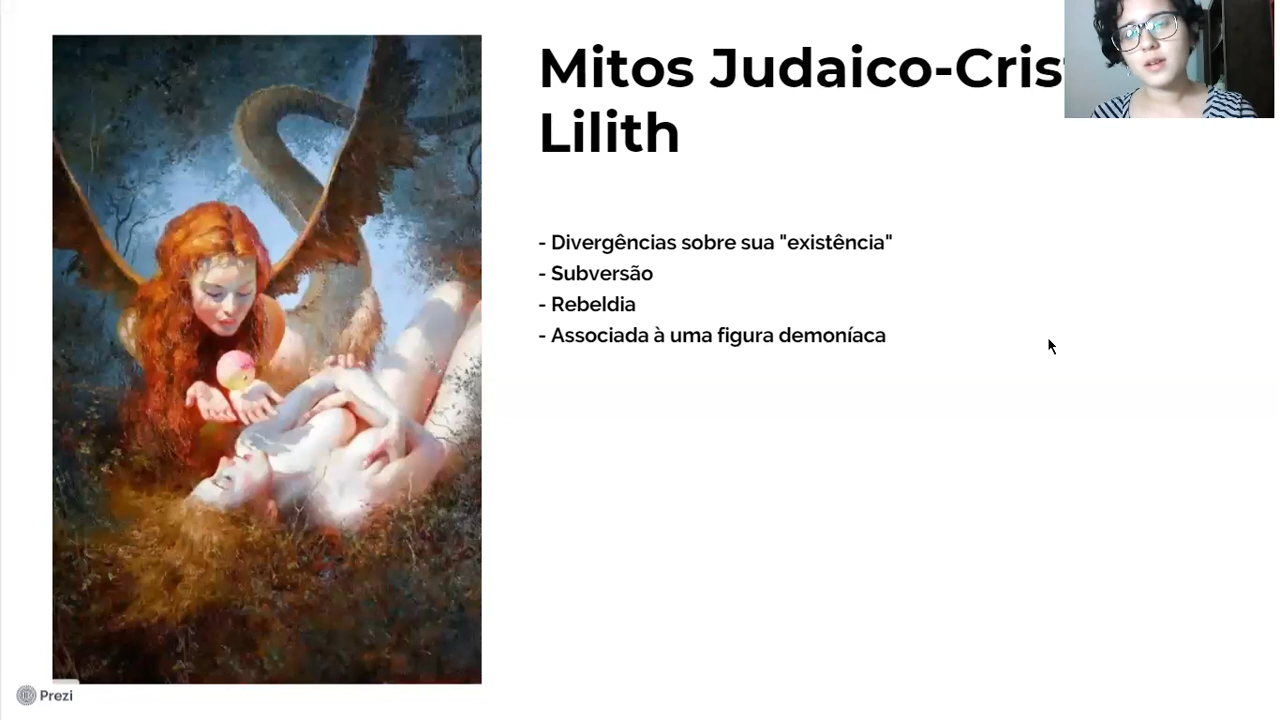 Mitos Judaico-Cris
Lilith
- Divergências sobre sua "existência"
- Subversão
- Rebeldia
- Associada à uma figura demoníaca
Prezi